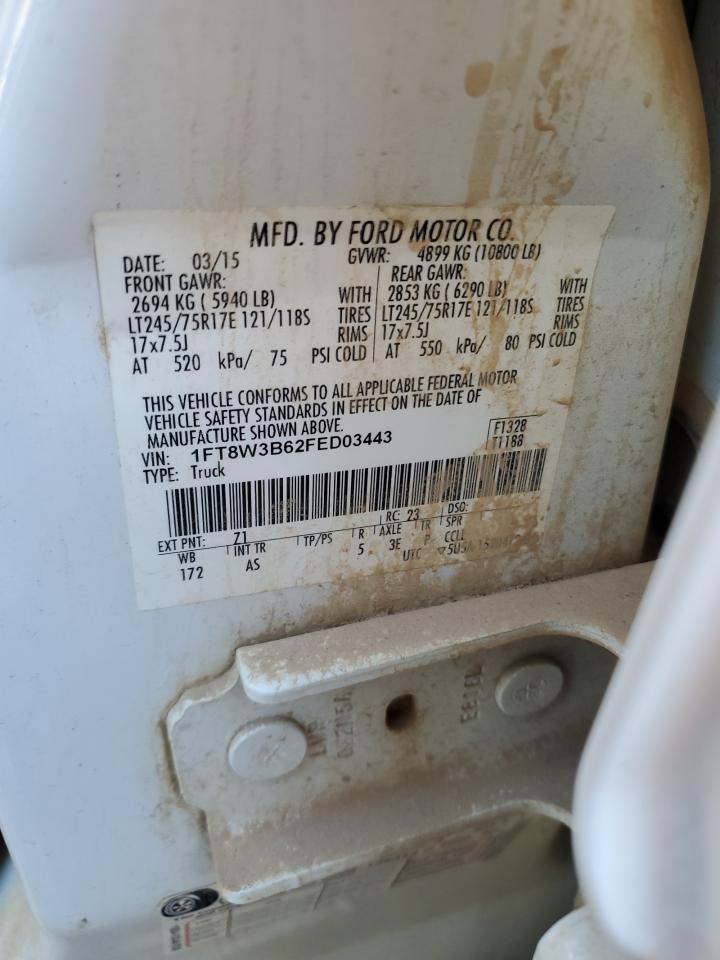 MFD. BY FORD MOTOR CO.
DATE: 03/15 GVWR: 4899 KG (10800 LB)
FRONT GAWR: REAR GAWR:
2694 KG ( 5940 LB) WITH 2853 KG ( 6290 LB) WITH
LT245/75R17E 121/118S TIRES LT245/75R17E 121/118S TIRES
17x7.5J RIMS 17x7.5J RIMS
AT 520 kPa/ 75 PSI COLD AT 550 kPa/ 80 PSI COLD
THIS VEHICLE CONFORMS TO ALL APPLICABLE FEDERAL MOTOR
VEHICLE SAFETY STANDARDS IN EFFECT ON THE DATE OF
MANUFACTURE SHOWN ABOVE.
VIN: 1FT8W3B62FED03443 F1328
TYPE: Truck T1188
EXT PNT: Z1 RC: 23 DSO:
WB INT TR TP/PS R AXLE TR SPR
172 AS 5 3E P CCLL
UTC